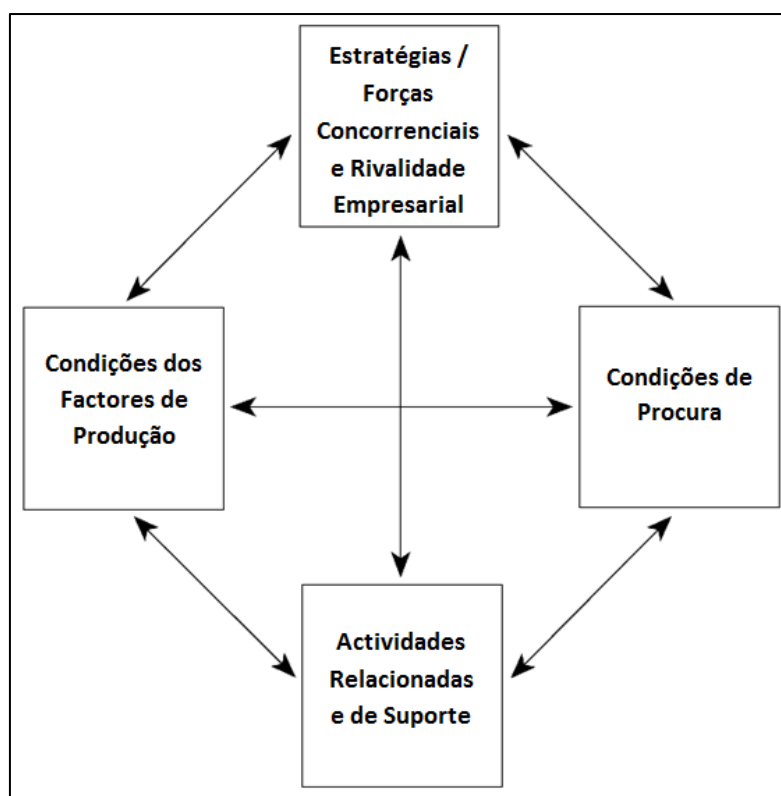 Estratégias /
Forças
Concorrenciais
e Rivalidade
Empresarial
Condições dos
Factores de
Produção
Condições de
Procura
Actividades
Relacionadas
e de Suporte